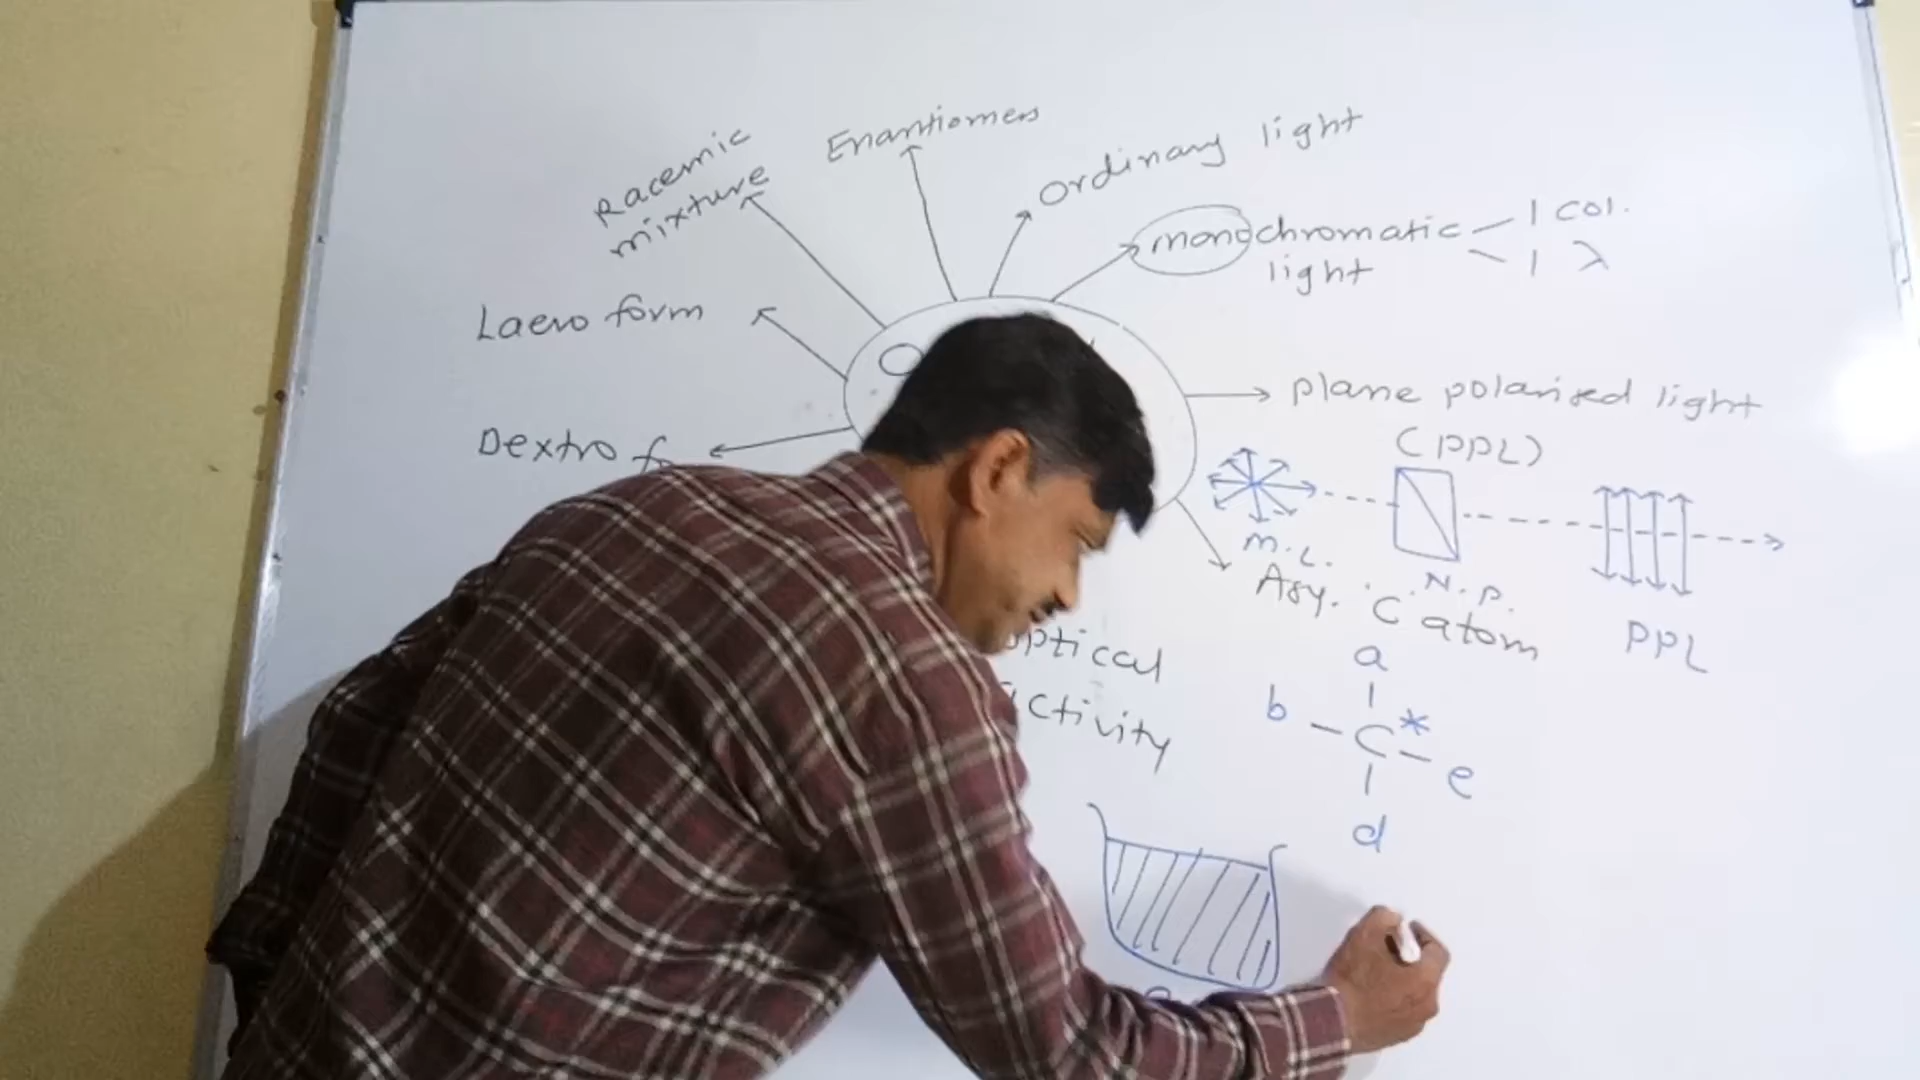 Racemic
mixture
Enantiomers
Ordinary light
monochromatic
light
1 col.
1 λ
Laevo form
Dextro
plane polarised light
(PPL)
M.L.
N.P.
PPL
Asy. 'C' atom
optical
activity
a
b - C* - e
d